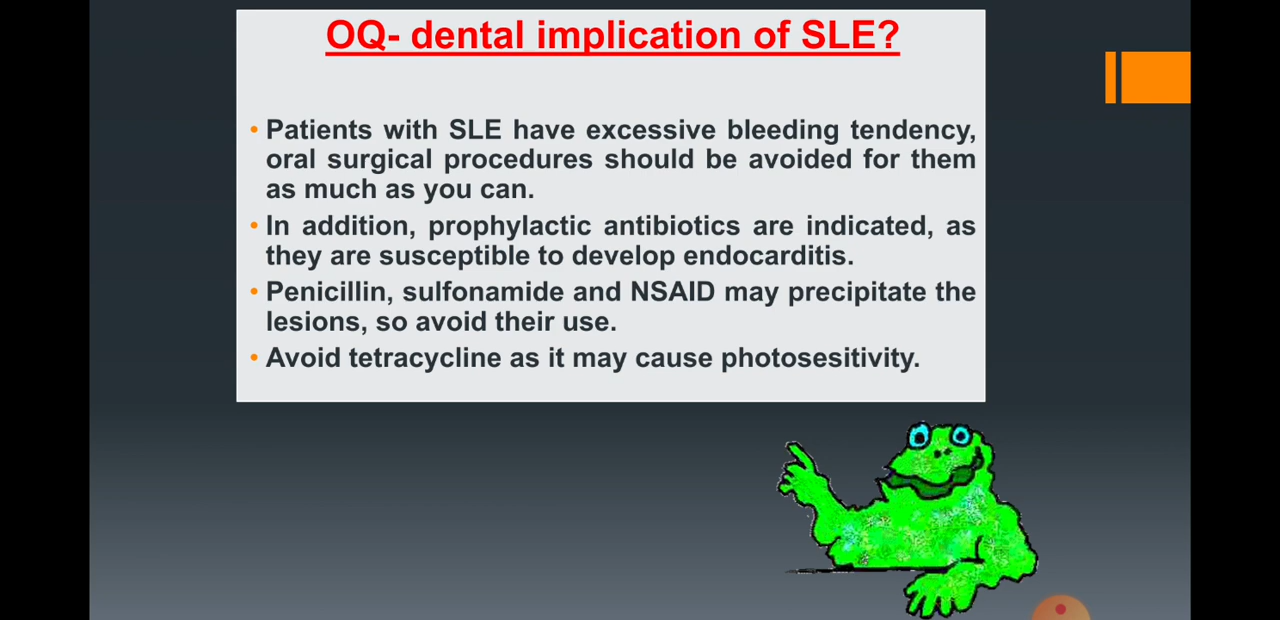 OQ- dental implication of SLE?
• Patients with SLE have excessive bleeding tendency,
oral surgical procedures should be avoided for them
as much as you can.
• In addition, prophylactic antibiotics are indicated, as
they are susceptible to develop endocarditis.
• Penicillin, sulfonamide and NSAID may precipitate the
lesions, so avoid their use.
• Avoid tetracycline as it may cause photosesitivity.